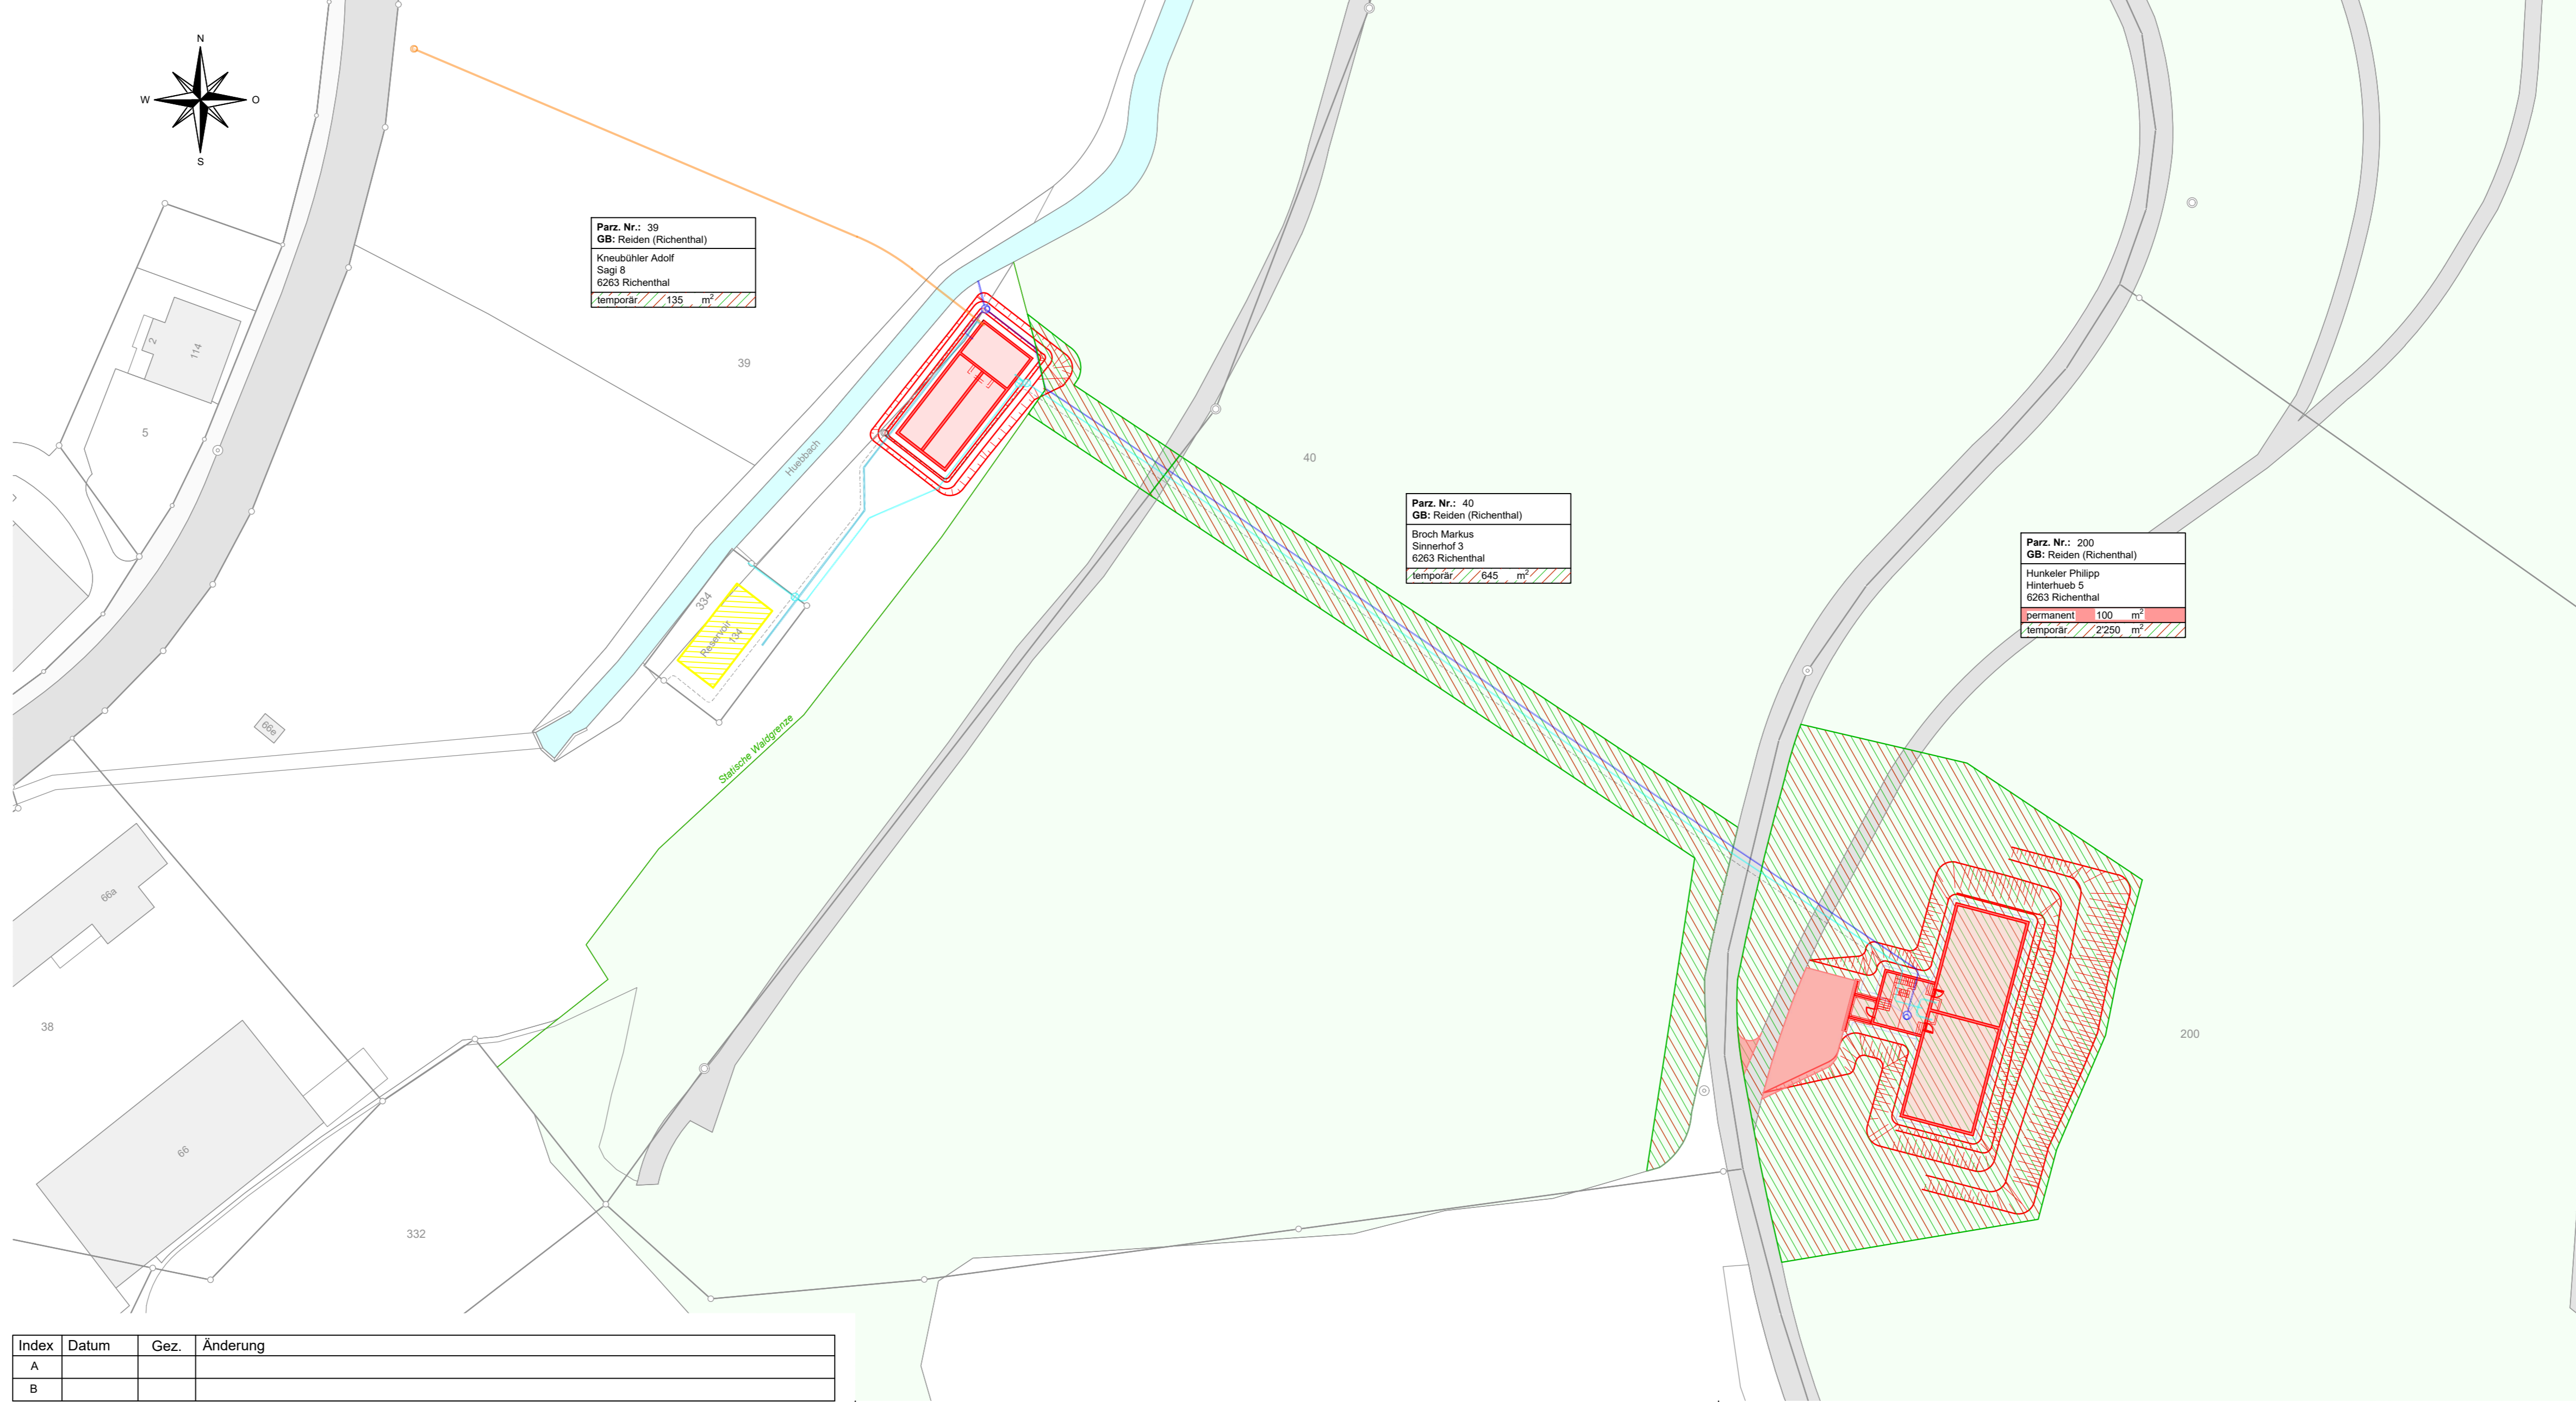 N
W
O
S
Parz. Nr.: 39
GB: Reiden (Richenthal)
Kneubühler Adolf
Sagi 8
6263 Richenthal
temporär 135 m²
2
114
39
5
Huebbach
40
Parz. Nr.: 40
GB: Reiden (Richenthal)
Broch Markus
Sinnerhof 3
6263 Richenthal
temporär 645 m²
Parz. Nr.: 200
GB: Reiden (Richenthal)
Hunkeler Philipp
Hinterhueb 5
6263 Richenthal
permanent 100 m²
temporär 2'250 m²
334
Reservoir
134
66e
Statische Waldgrenze
66a
38
200
66
332
Index Datum Gez. Änderung
A
B